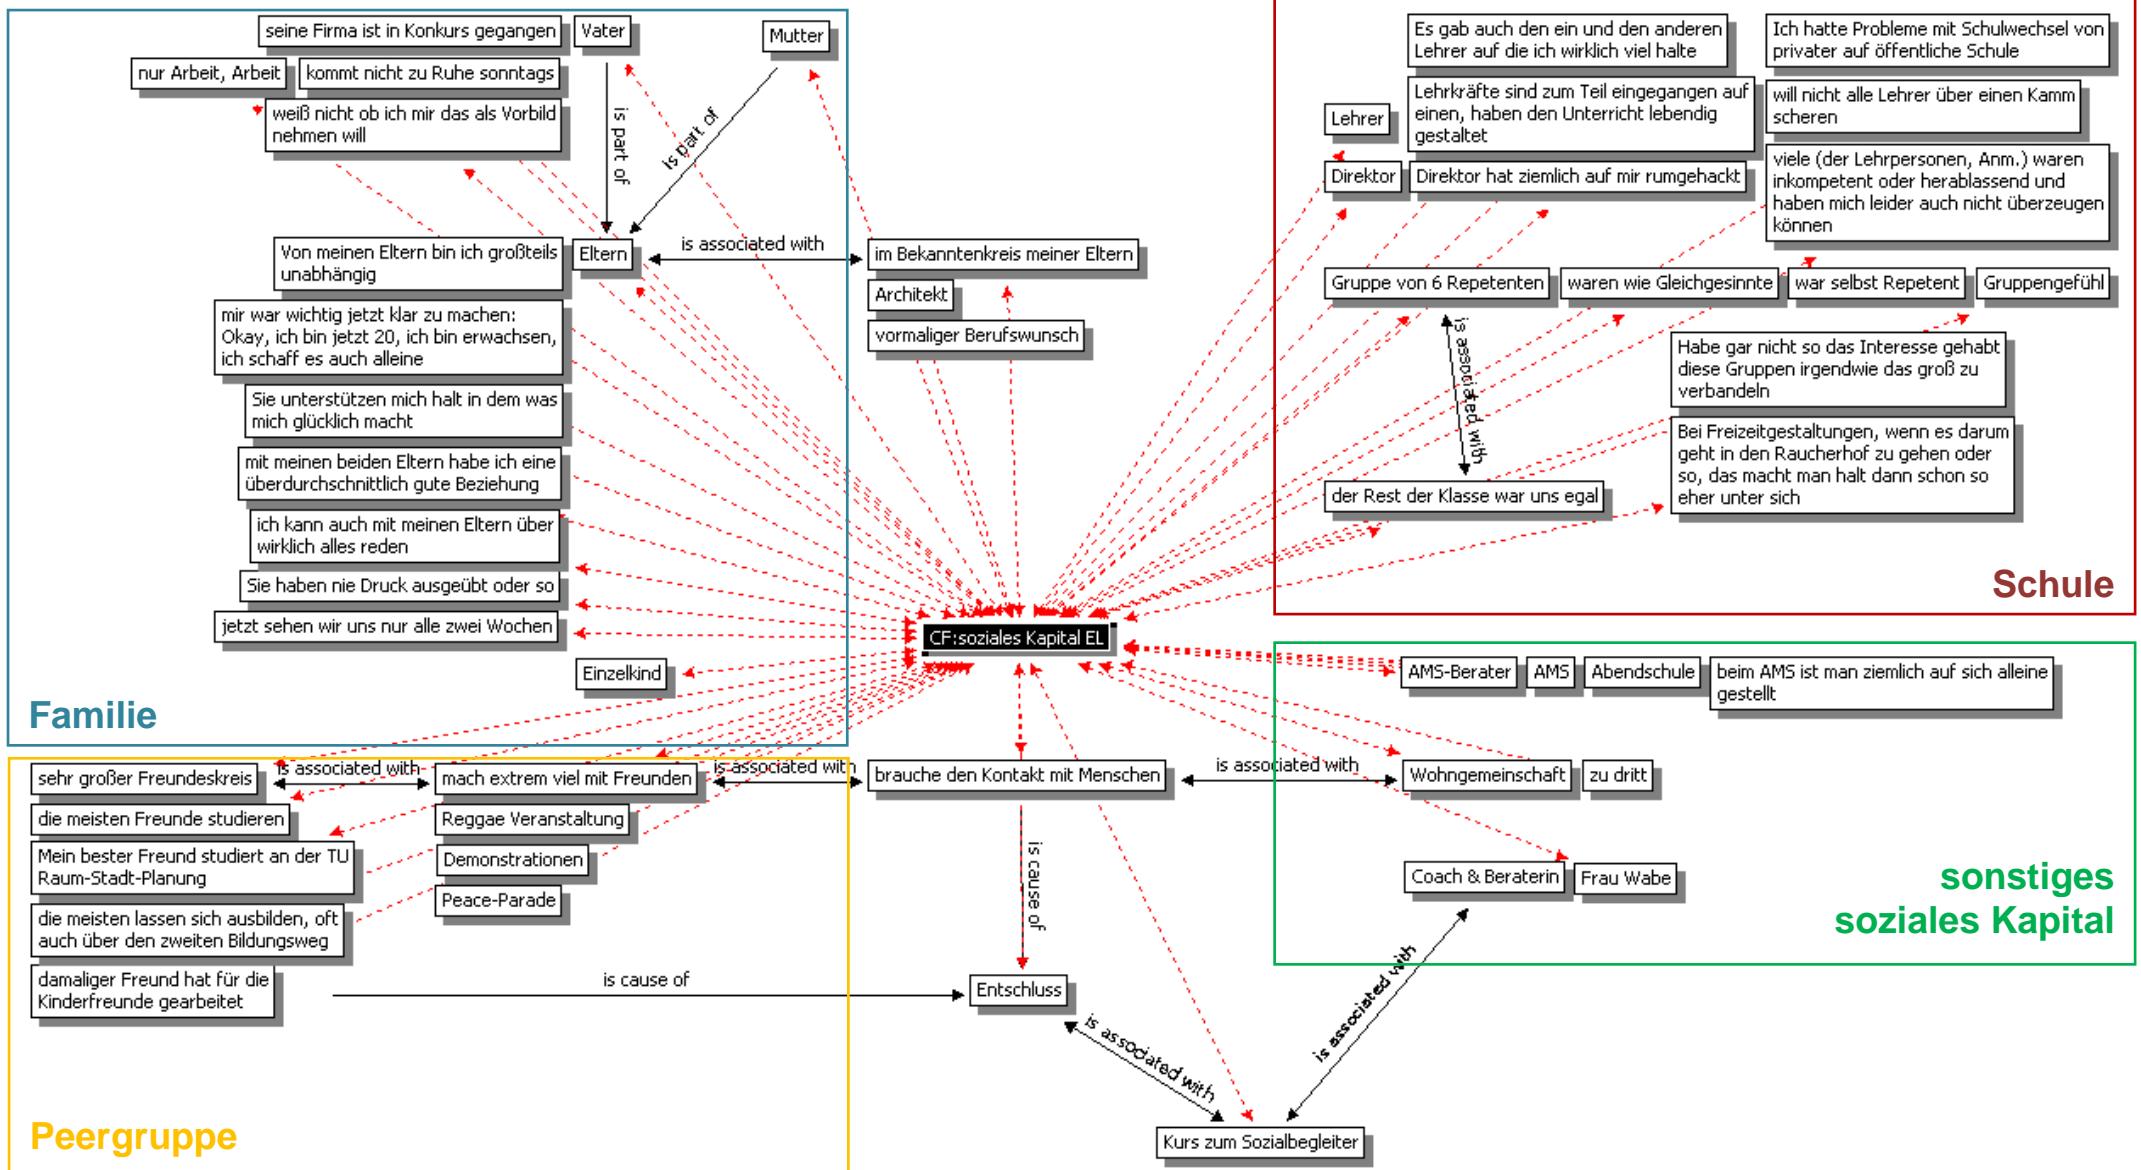 seine Firma ist in Konkurs gegangen
Vater
Mutter
nur Arbeit, Arbeit
kommt nicht zu Ruhe sonntags
weiß nicht ob ich mir das als Vorbild
nehmen will
is part of
is part of
Von meinen Eltern bin ich großteils
unabhängig
Eltern
is associated with
im Bekanntenkreis meiner Eltern
Architekt
vormaliger Berufswunsch
mir war wichtig jetzt klar zu machen:
Okay, ich bin jetzt 20, ich bin erwachsen,
ich schaff es auch alleine
Sie unterstützen mich halt in dem was
mich glücklich macht
mit meinen beiden Eltern habe ich eine
überdurchschnittlich gute Beziehung
ich kann auch mit meinen Eltern über
wirklich alles reden
Sie haben nie Druck ausgeübt oder so
jetzt sehen wir uns nur alle zwei Wochen
Einzelkind
Familie
Es gab auch den ein und den anderen
Lehrer auf die ich wirklich viel halte
Ich hatte Probleme mit Schulwechsel von
privater auf öffentliche Schule
Lehrer
Lehrkräfte sind zum Teil eingegangen auf
einen, haben den Unterricht lebendig
gestaltet
will nicht alle Lehrer über einen Kamm
scheren
Direktor
Direktor hat ziemlich auf mir rumgehackt
viele (der Lehrpersonen, Anm.) waren
inkompetent oder herablassend und
haben mich leider auch nicht überzeugen
können
Gruppe von 6 Repetenten
waren wie Gleichgesinnte
war selbst Repetent
Gruppengefühl
is associated with
Habe gar nicht so das Interesse gehabt
diese Gruppen irgendwie das groß zu
verbandeln
Bei Freizeitgestaltungen, wenn es darum
geht in den Raucherhof zu gehen oder
so, das macht man halt dann schon so
eher unter sich
der Rest der Klasse war uns egal
Schule
CF:soziales Kapital EL
AMS-Berater
AMS
Abendschule
beim AMS ist man ziemlich auf sich alleine
gestellt
sehr großer Freundeskreis
is associated with
mach extrem viel mit Freunden
is associated with
brauche den Kontakt mit Menschen
is associated with
Wohngemeinschaft
zu dritt
die meisten Freunde studieren
Reggae Veranstaltung
Mein bester Freund studiert an der TU
Raum-Stadt-Planung
Demonstrationen
Peace-Parade
die meisten lassen sich ausbilden, oft
auch über den zweiten Bildungsweg
is cause of
Coach & Beraterin
Frau Wabe
sonstiges
soziales Kapital
damaliger Freund hat für die
Kinderfreunde gearbeitet
is cause of
Entschluss
is associated with
is associated with
Peergruppe
Kurs zum Sozialbegleiter